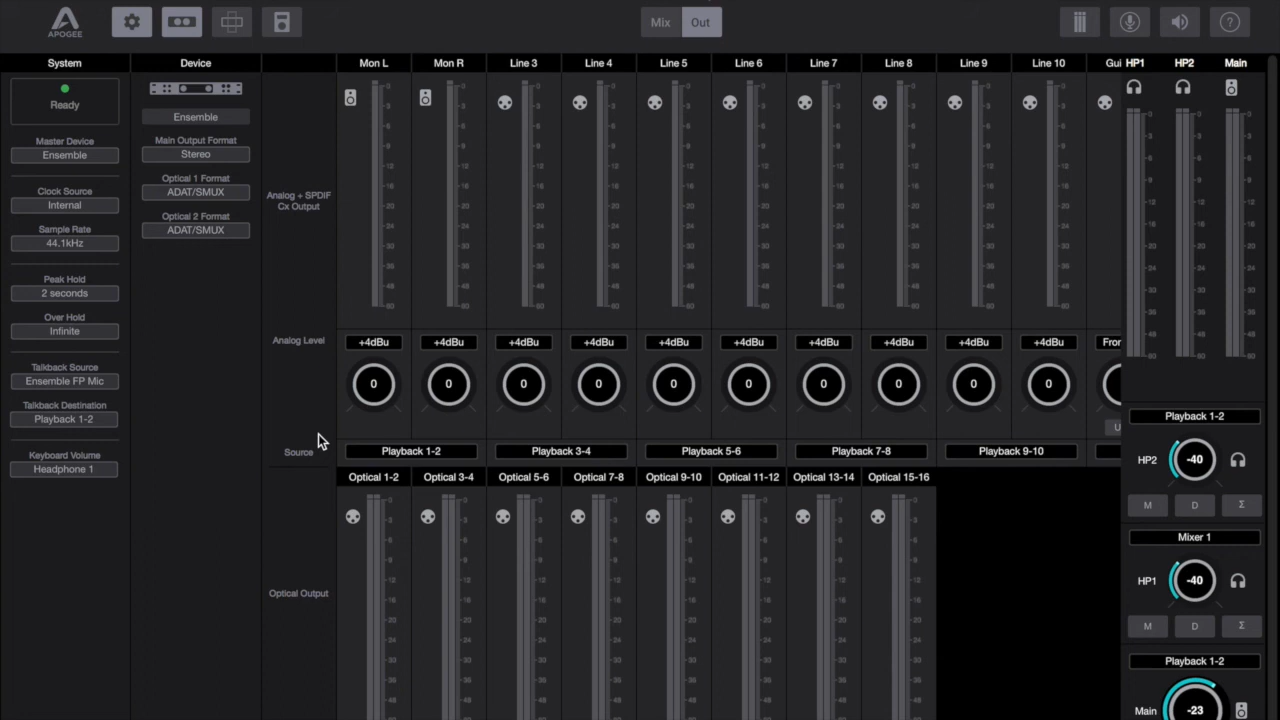 APOGEE
Mix
Out
?
System
Ready
Master Device
Ensemble
Clock Source
Internal
Sample Rate
44.1kHz
Peak Hold
2 seconds
Over Hold
Infinite
Talkback Source
Ensemble FP Mic
Talkback Destination
Playback 1-2
Keyboard Volume
Headphone 1
Device
Ensemble
Main Output Format
Stereo
Optical 1 Format
ADAT/SMUX
Optical 2 Format
ADAT/SMUX
Mon L Mon R Line 3 Line 4 Line 5 Line 6 Line 7 Line 8 Line 9 Line 10 Gui
Analog + SPDIF
Cx Output
Analog Level
+4dBu +4dBu +4dBu +4dBu +4dBu +4dBu +4dBu +4dBu +4dBu +4dBu Fron
0 0 0 0 0 0 0 0 0 0
U
Source
Playback 1-2 Playback 3-4 Playback 5-6 Playback 7-8 Playback 9-10
Optical 1-2 Optical 3-4 Optical 5-6 Optical 7-8 Optical 9-10 Optical 11-12 Optical 13-14 Optical 15-16
Optical Output
HP1 HP2 Main
Playback 1-2
HP2 -40
M D Σ
Mixer 1
HP1 -40
M D Σ
Playback 1-2
Main -23